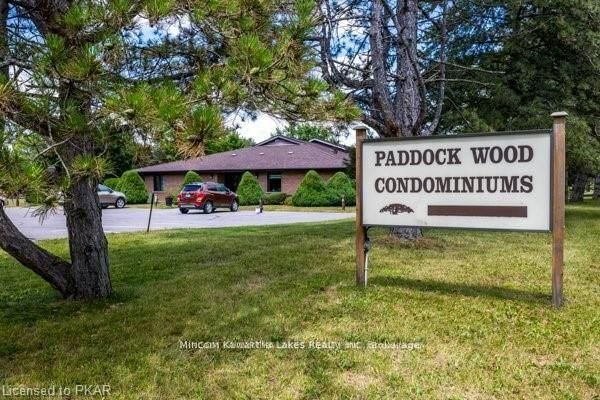 PADDOCK WOOD
CONDOMINIUMS
Mincom Kawartha Lakes Realty Inc. Brokerage
Licensed to PKAR